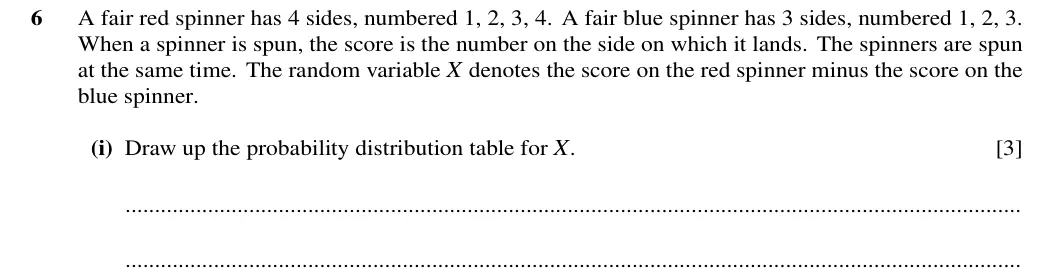 6 A fair red spinner has 4 sides, numbered 1, 2, 3, 4. A fair blue spinner has 3 sides, numbered 1, 2, 3.
When a spinner is spun, the score is the number on the side on which it lands. The spinners are spun
at the same time. The random variable X denotes the score on the red spinner minus the score on the
blue spinner.
(i) Draw up the probability distribution table for X. [3]